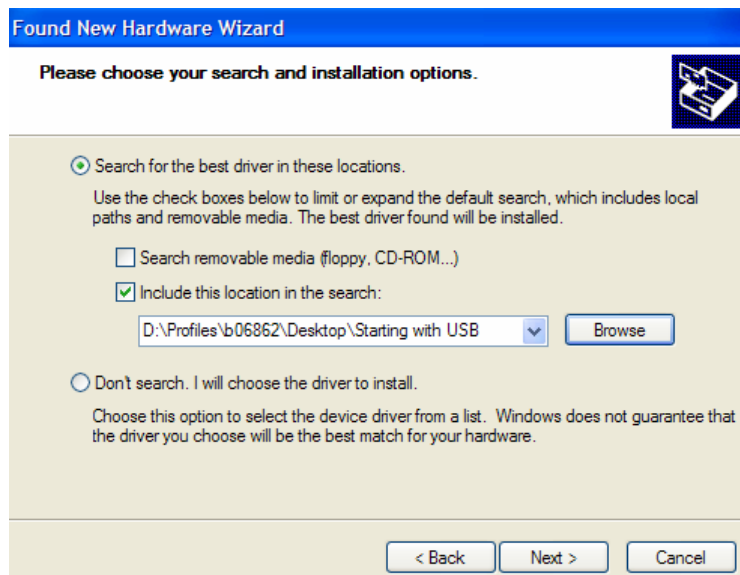 Found New Hardware Wizard
Please choose your search and installation options.
Search for the best driver in these locations.
Use the check boxes below to limit or expand the default search, which includes local
paths and removable media. The best driver found will be installed.
Search removable media (floppy, CD-ROM...)
Include this location in the search:
D:\Profiles\b06862\Desktop\Starting with USB
Browse
Don't search. I will choose the driver to install.
Choose this option to select the device driver from a list. Windows does not guarantee that
the driver you choose will be the best match for your hardware.
< Back Next > Cancel